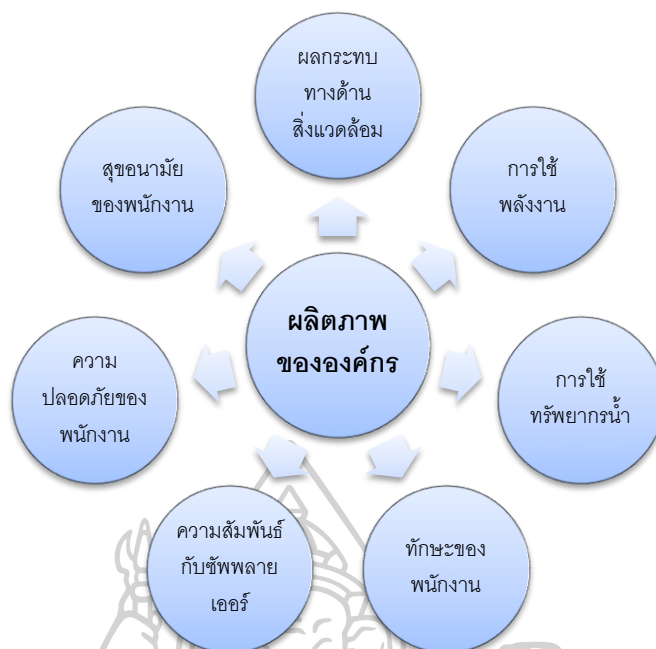 ผลกระทบ
ทางด้าน
สิ่งแวดล้อม
สุขอนามัย
ของพนักงาน
การใช้
พลังงาน
ผลิตภาพ
ขององค์กร
ความ
ปลอดภัยของ
พนักงาน
การใช้
ทรัพยากรน้ำ
ความสัมพันธ์
กับซัพพลาย
เออร์
ทักษะของ
พนักงาน